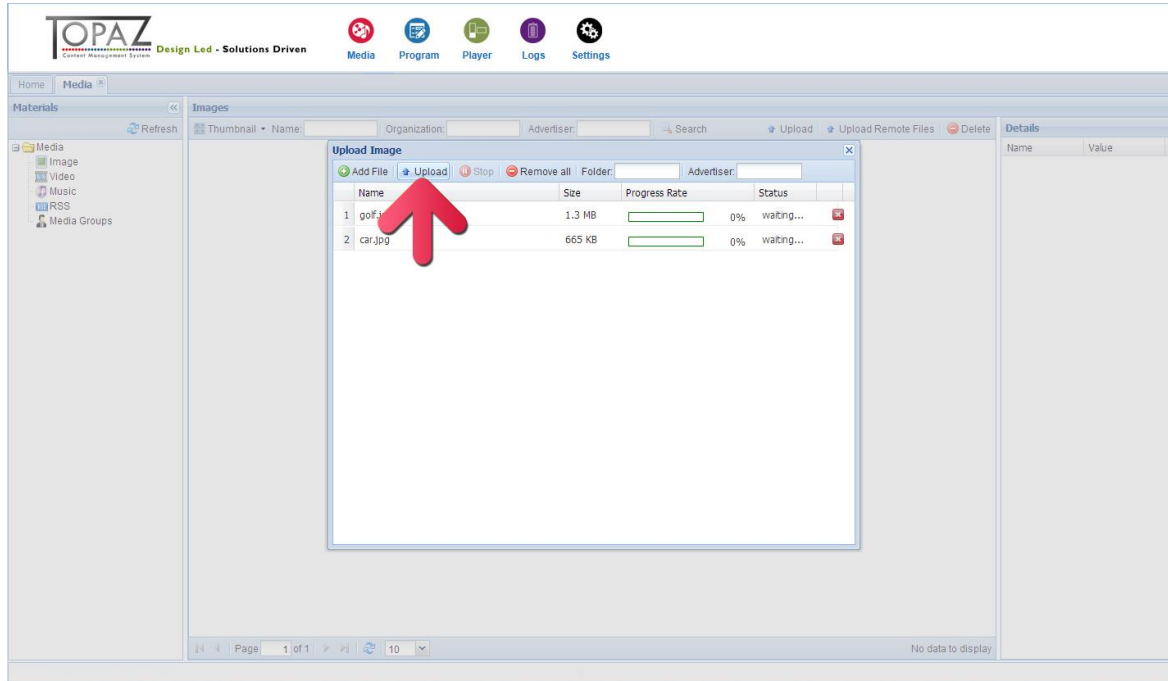 TOPAZ
Content Management System
Design Led - Solutions Driven
Media Program Player Logs Settings
Home Media
Materials
Refresh
Media
Image
Video
Music
RSS
Media Groups
Images
Thumbnail Name: Organization: Advertiser: Search Upload Upload Remote Files Delete
Upload Image
Add File Upload Stop Remove all Folder: Advertiser:
Name Size Progress Rate Status
1 1.3 MB 0% waiting...
2 car.jpg 665 KB 0% waiting...
Details
Name Value
Page 1 of 1 10 No data to display